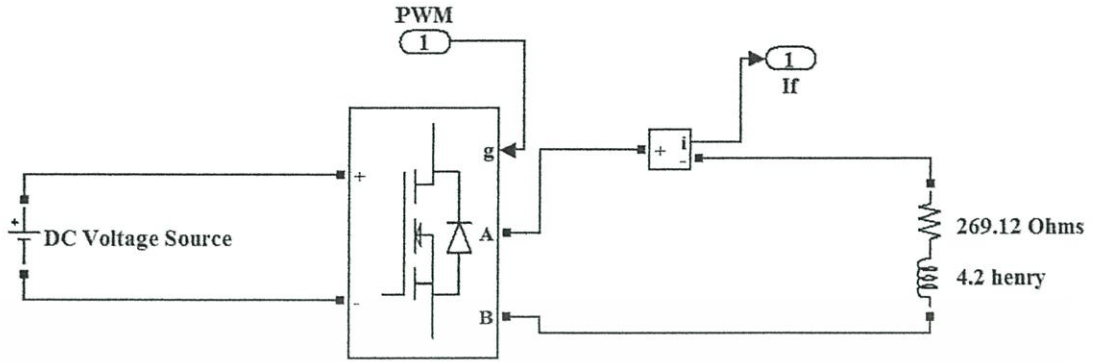 PWM
1
1
If
g
i
+
-
+
A
+
DC Voltage Source
269.12 Ohms
4.2 henry
-
B